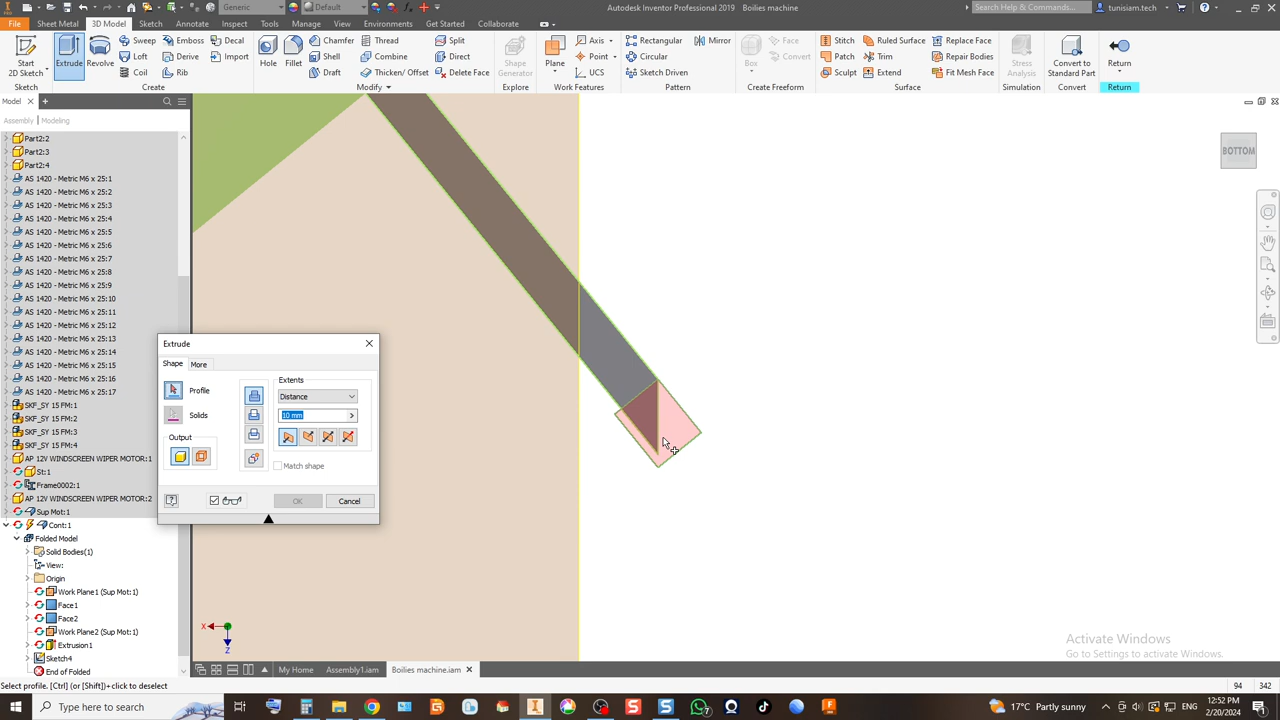 Generic
Default
Autodesk Inventor Professional 2019   Boilies machine
Search Help & Commands...
tunisiam.tech
File Sheet Metal 3D Model Sketch Annotate Inspect Tools Manage View Environments Get Started Collaborate
Start
2D Sketch
Extrude
Revolve
Sweep
Loft
Coil
Emboss
Derive
Rib
Decal
Import
Hole
Fillet
Chamfer
Shell
Draft
Thread
Combine
Thicken/ Offset
Split
Direct
Delete Face
Shape
Generator
Plane
Axis
Point
UCS
Rectangular
Circular
Sketch Driven
Mirror
Box
Face
Convert
Stitch
Patch
Sculpt
Ruled Surface
Trim
Extend
Replace Face
Repair Bodies
Fit Mesh Face
Stress
Analysis
Convert to
Standard Part
Return
Sketch Create Modify Explore Work Features Pattern Create Freeform Surface Simulation Convert Return
Model
Assembly | Modeling
Part2:2
Part2:3
Part2:4
AS 1420 - Metric M6 x 25:1
AS 1420 - Metric M6 x 25:2
AS 1420 - Metric M6 x 25:3
AS 1420 - Metric M6 x 25:4
AS 1420 - Metric M6 x 25:5
AS 1420 - Metric M6 x 25:6
AS 1420 - Metric M6 x 25:7
AS 1420 - Metric M6 x 25:8
AS 1420 - Metric M6 x 25:9
AS 1420 - Metric M6 x 25:10
AS 1420 - Metric M6 x 25:11
AS 1420 - Metric M6 x 25:12
AS 1420 - Metric M6 x 25:13
AS 1420 - Metric M6 x 25:14
AS 1420 - Metric M6 x 25:15
AS 1420 - Metric M6 x 25:16
AS 1420 - Metric M6 x 25:17
SKF_SY 15 FM:1
SKF_SY 15 FM:2
SKF_SY 15 FM:3
SKF_SY 15 FM:4
AP 12V WINDSCREEN WIPER MOTOR:1
St:1
Frame0002:1
AP 12V WINDSCREEN WIPER MOTOR:2
Sup Mot:1
Cont:1
Folded Model
Solid Bodies(1)
View:
Origin
Work Plane1 (Sup Mot:1)
Face1
Face2
Work Plane2 (Sup Mot:1)
Extrusion1
Sketch4
End of Folded
Extrude
Shape More
Profile
Solids
Output
Extents
Distance
10 mm
Match shape
OK
Cancel
BOTTOM
X
Z
Activate Windows
Go to Settings to activate Windows.
My Home Assembly1.iam Boilies machine.iam
Select profile. [Ctrl] (or [Shift])+click to deselect
94 342
Type here to search
17°C Partly sunny
12:52 PM
2/20/2024